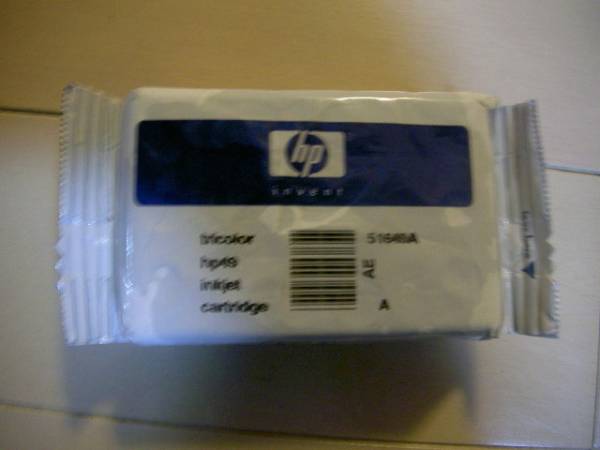 hp
invent
tricolor
hp49
inkjet
cartridge
51649A
AE
A